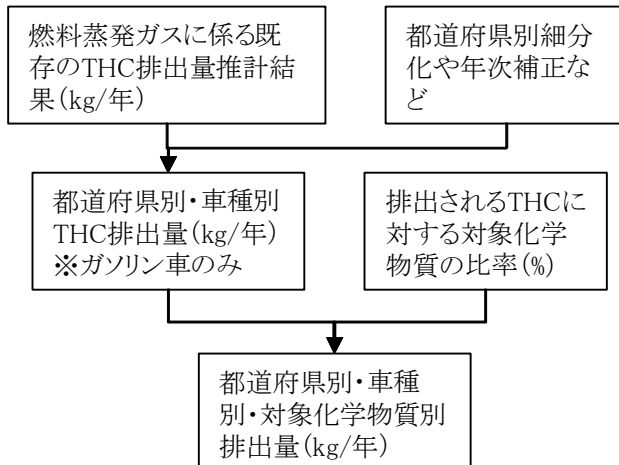 燃料蒸発ガスに係る既
存のTHC排出量推計結
果(kg/年)
都道府県別細分
化や年次補正な
ど
都道府県別・車種別
THC排出量(kg/年)
※ガソリン車のみ
排出されるTHCに
対する対象化学
物質の比率(%)
都道府県別・車種
別・対象化学物質別
排出量(kg/年)